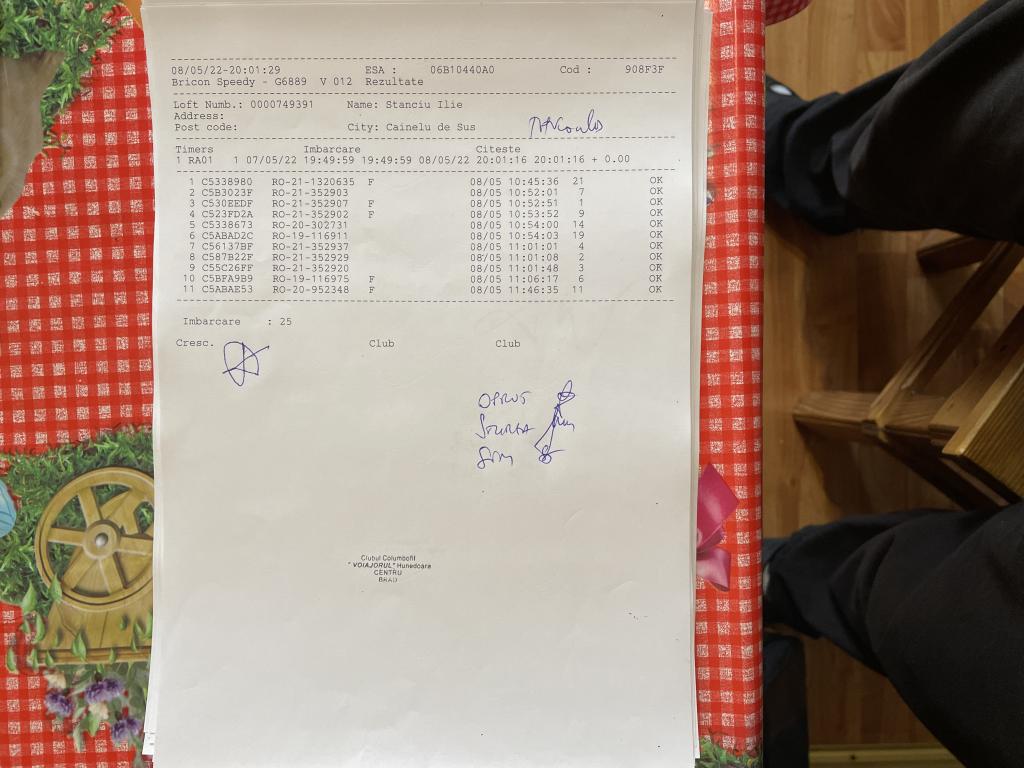 08/05/22-20:01:29 ESA : 06B10440A0 Cod : 908F3F
Bricon Speedy - G6889 V 012 Rezultate
Loft Numb.: 0000749391 Name: Stanciu Ilie
Address:
Post code: City: Cainelu de Sus
Timers Imbarcare Citeste
1 RA01 1 07/05/22 19:49:59 19:49:59 08/05/22 20:01:16 20:01:16 + 0.00
1 C5338980 RO-21-1320635 F 08/05 10:45:36 21 OK
2 C5B3023F RO-21-352903 08/05 10:52:01 7 OK
3 C530EEDF RO-21-352907 F 08/05 10:52:51 1 OK
4 C523FD2A RO-21-352902 F 08/05 10:53:52 9 OK
5 C5338673 RO-20-302731 08/05 10:54:00 14 OK
6 C5ABAD2C RO-19-116911 08/05 10:54:03 19 OK
7 C56137BF RO-21-352937 08/05 11:01:01 4 OK
8 C587B22F RO-21-352929 08/05 11:01:08 2 OK
9 C55C26FF RO-21-352920 08/05 11:01:48 3 OK
10 C5BFA9B9 RO-19-116975 F 08/05 11:06:17 6 OK
11 C5ABAE53 RO-20-952348 F 08/05 11:46:35 11 OK
Imbarcare : 25
Cresc. Club Club
Clubul Columbofil
"VOIAJORUL" Hunedoara
CENTRU
BRAD